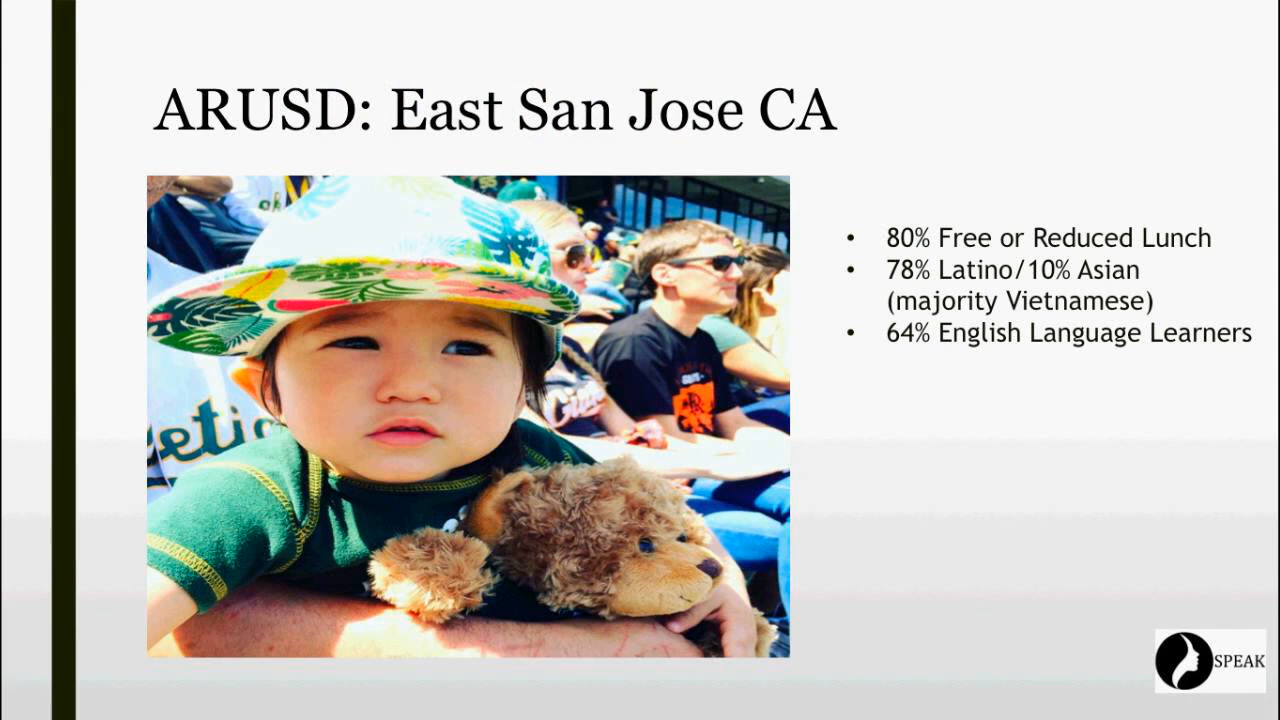 ARUSD: East San Jose CA
• 80% Free or Reduced Lunch
• 78% Latino/10% Asian
(majority Vietnamese)
• 64% English Language Learners
etic
SPEAK